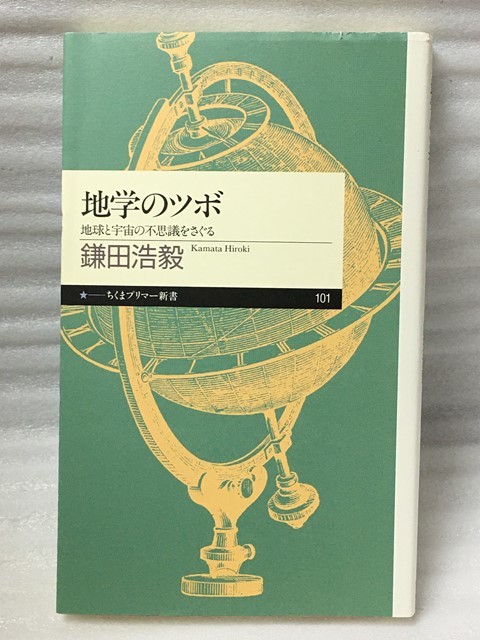 地学のツボ
地球と宇宙の不思議をさぐる
鎌田浩毅 Kamata Hiroki
★——ちくまプリマー新書 101